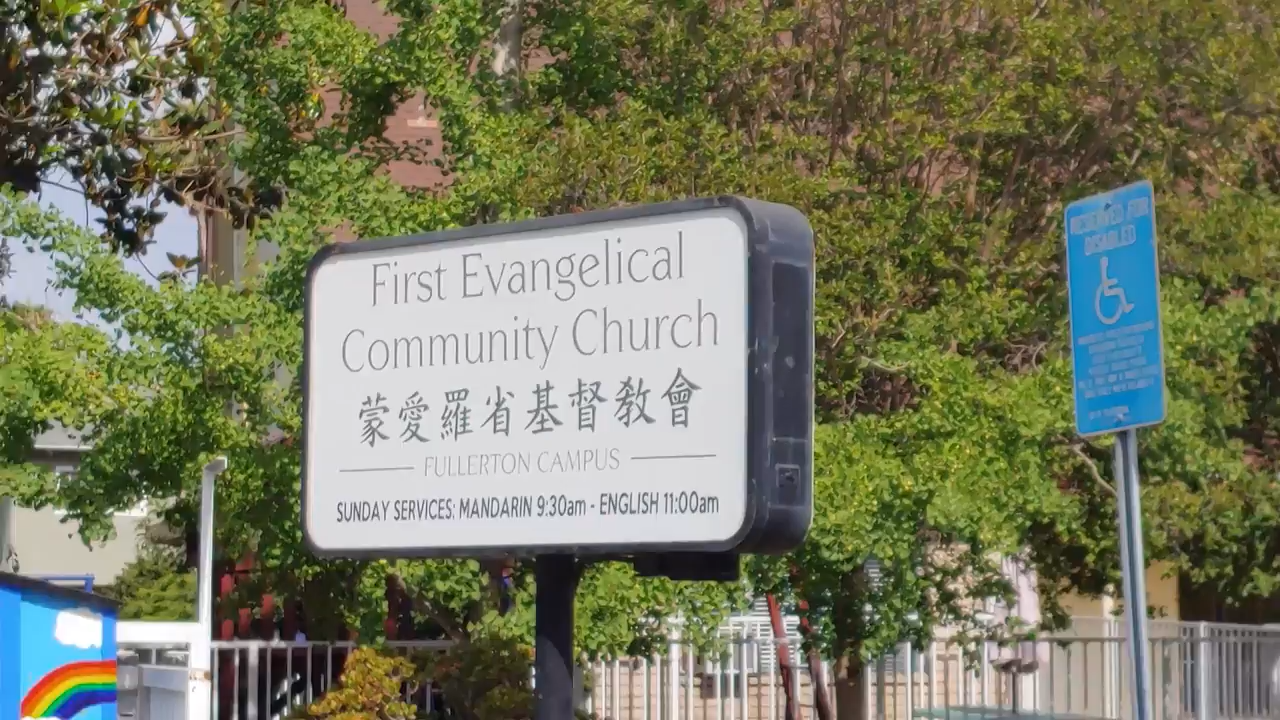 First Evangelical
Community Church
蒙愛羅省基督教會
FULLERTON CAMPUS
SUNDAY SERVICES: MANDARIN 9:30am - ENGLISH 11:00am
RESERVED FOR
DISABLED